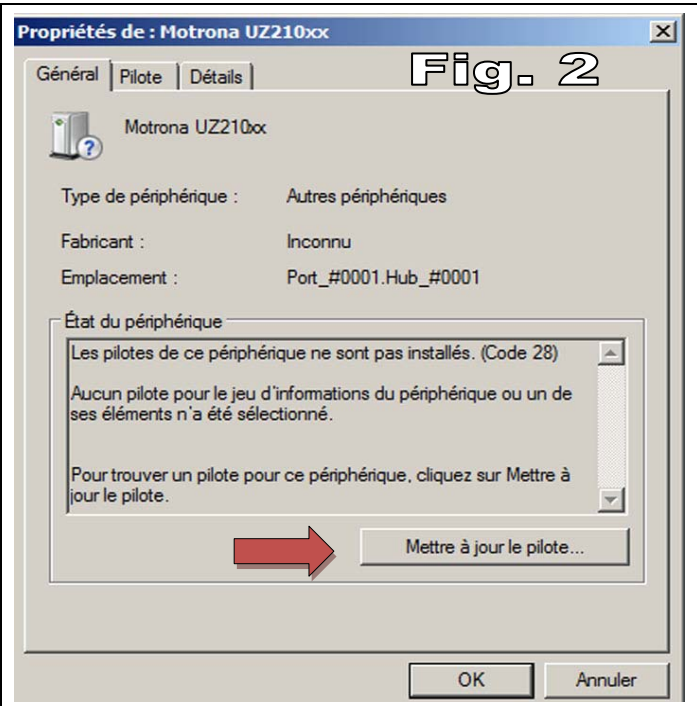 Propriétés de : Motrona UZ210xx
Fig. 2
Général Pilote Détails
Motrona UZ210xx
Type de périphérique : Autres périphériques
Fabricant : Inconnu
Emplacement : Port_#0001.Hub_#0001
État du périphérique
Les pilotes de ce périphérique ne sont pas installés. (Code 28)
Aucun pilote pour le jeu d'informations du périphérique ou un de
ses éléments n'a été sélectionné.
Pour trouver un pilote pour ce périphérique, cliquez sur Mettre à
jour le pilote.
Mettre à jour le pilote...
OK Annuler